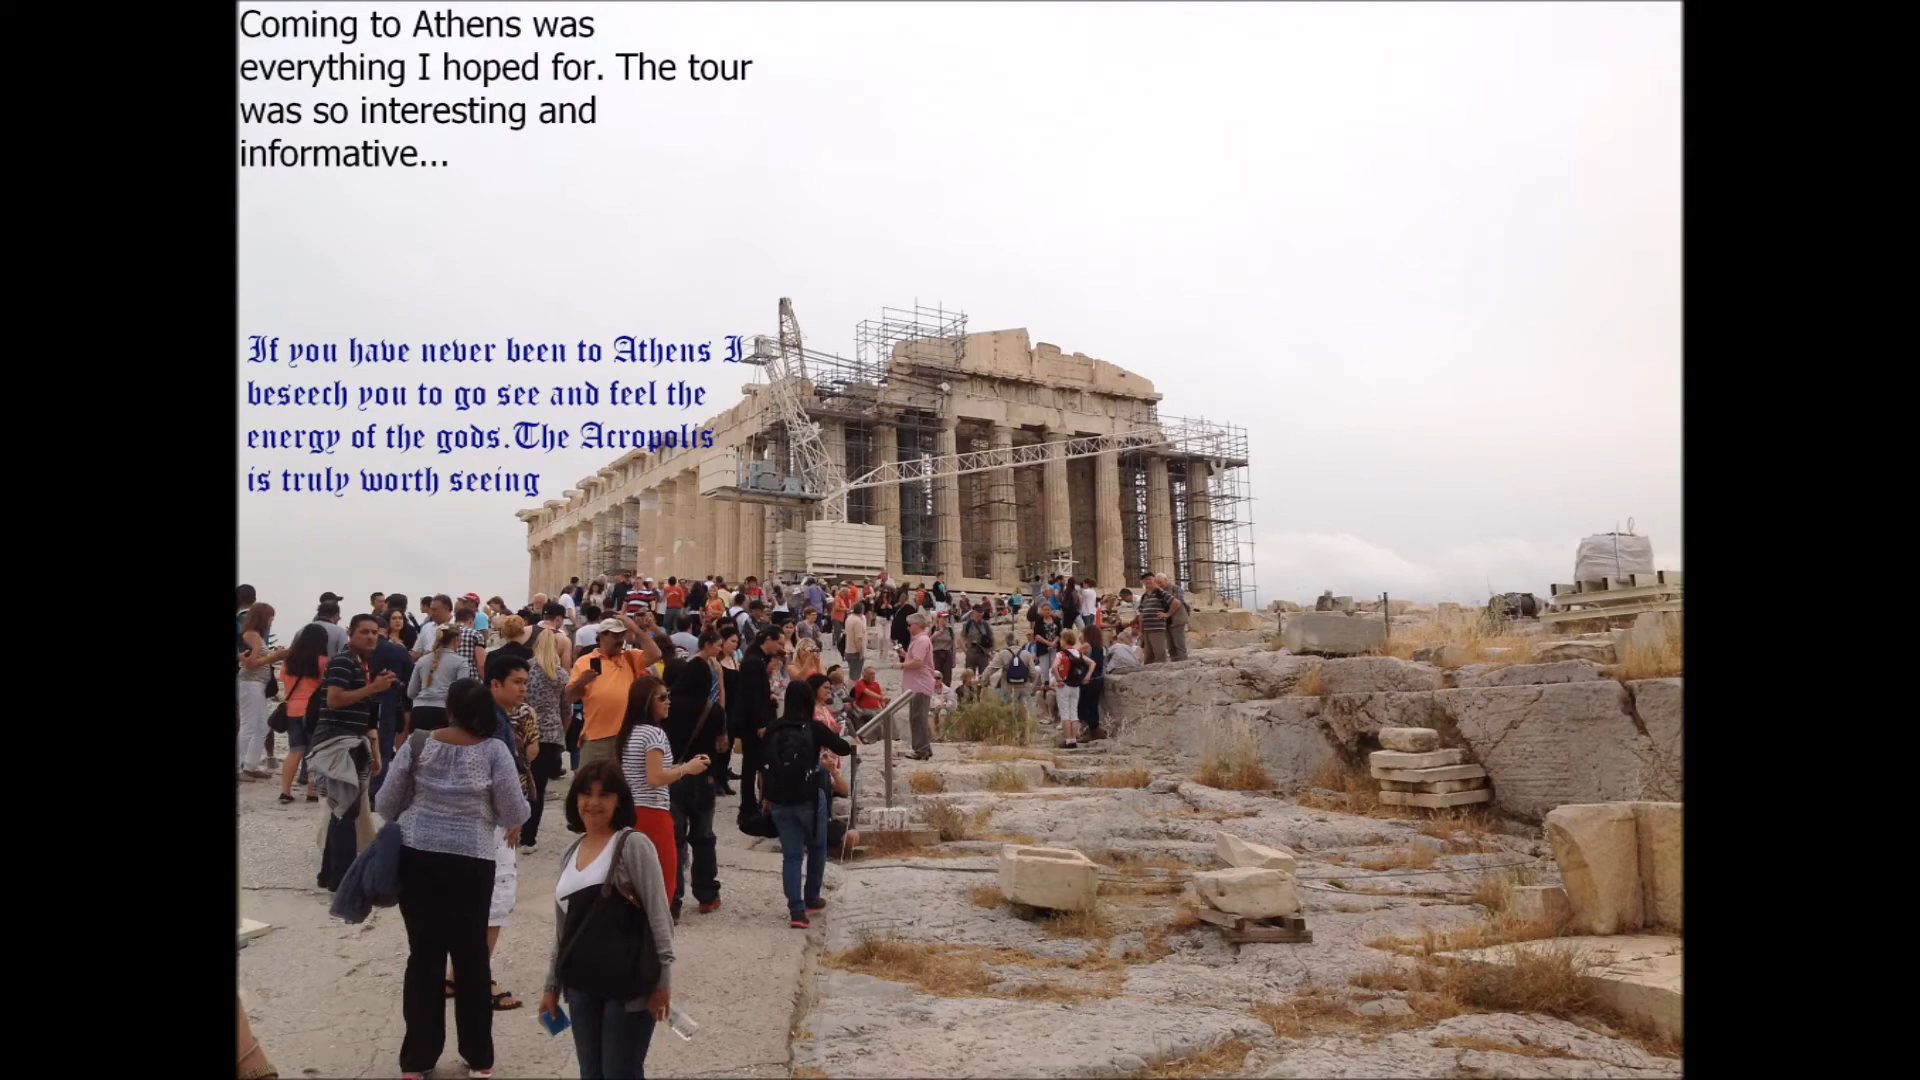 Coming to Athens was
everything I hoped for. The tour
was so interesting and
informative...
If you have never been to Athens I
beseech you to go see and feel the
energy of the gods.The Acropolis
is truly worth seeing